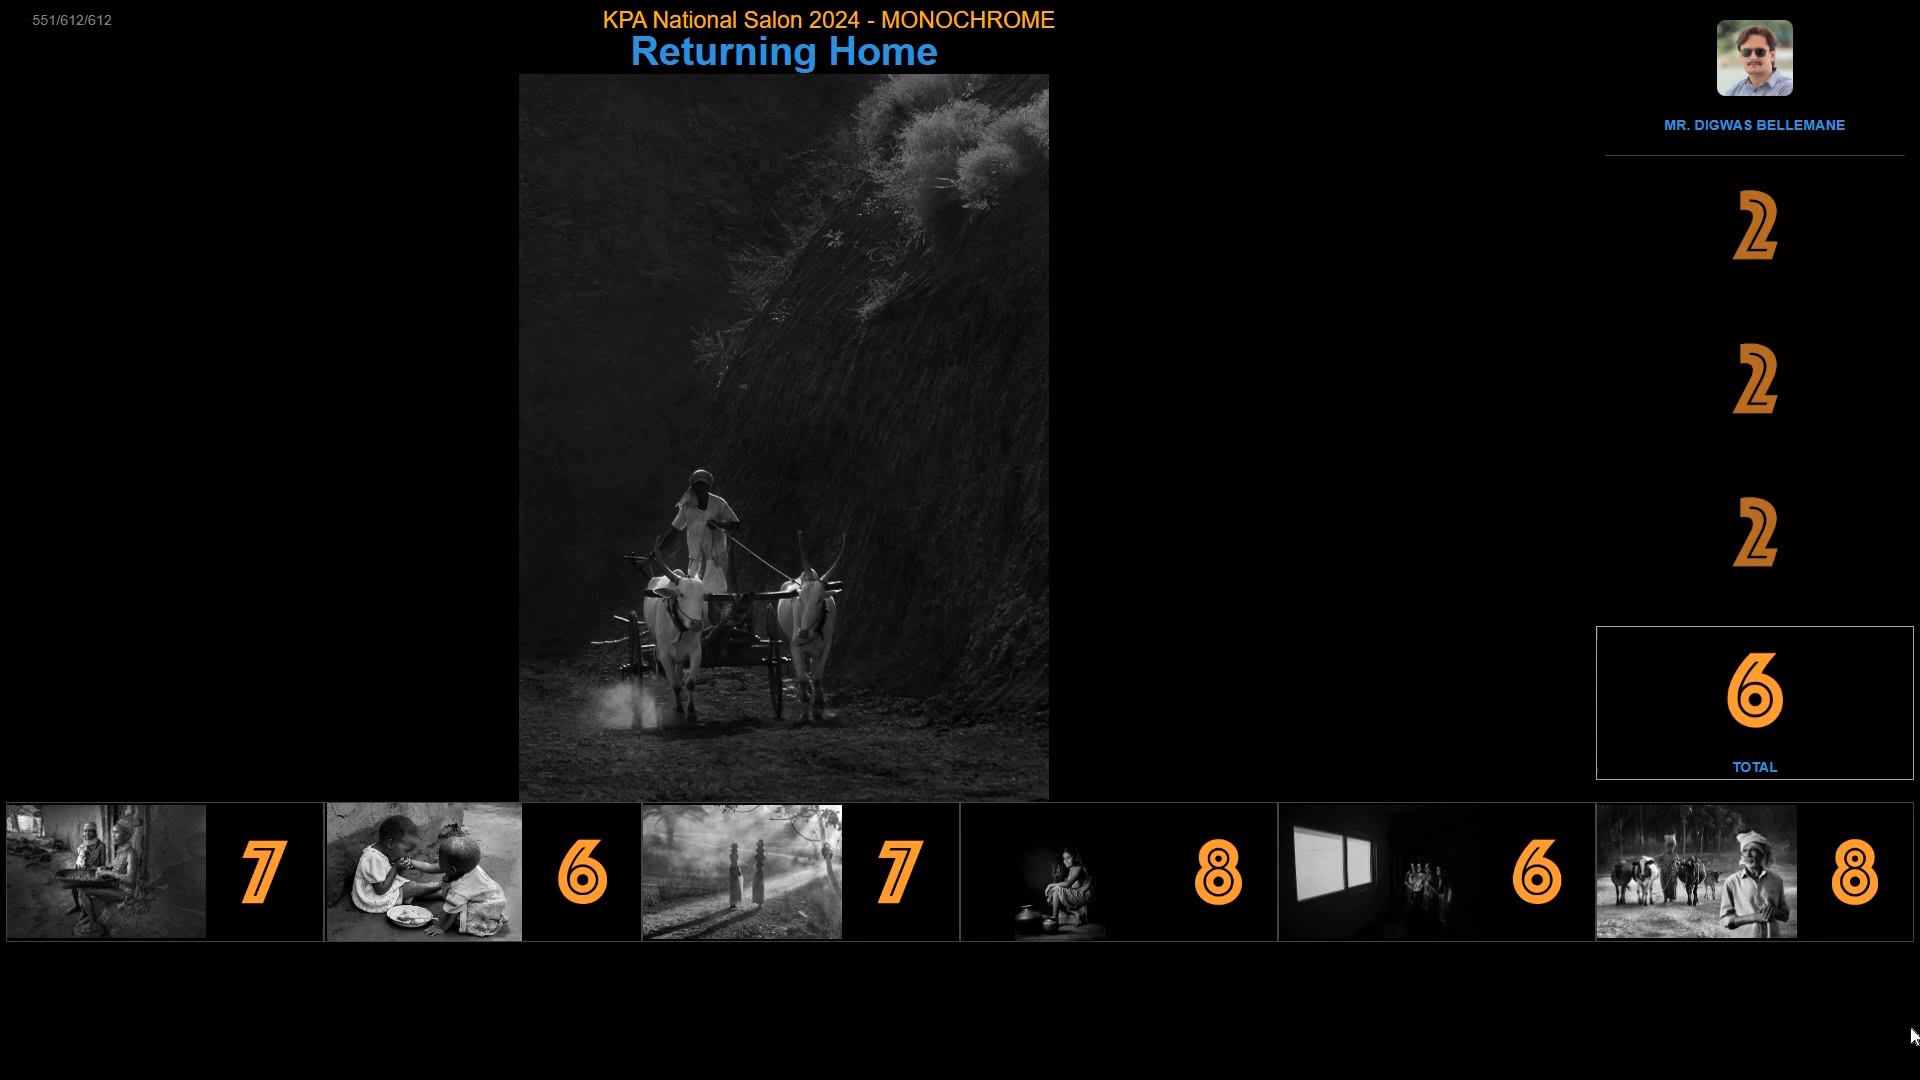 551/612/612
KPA National Salon 2024 - MONOCHROME
Returning Home
MR. DIGWAS BELLEMANE
2
2
2
6
TOTAL
7
6
7
8
6
8